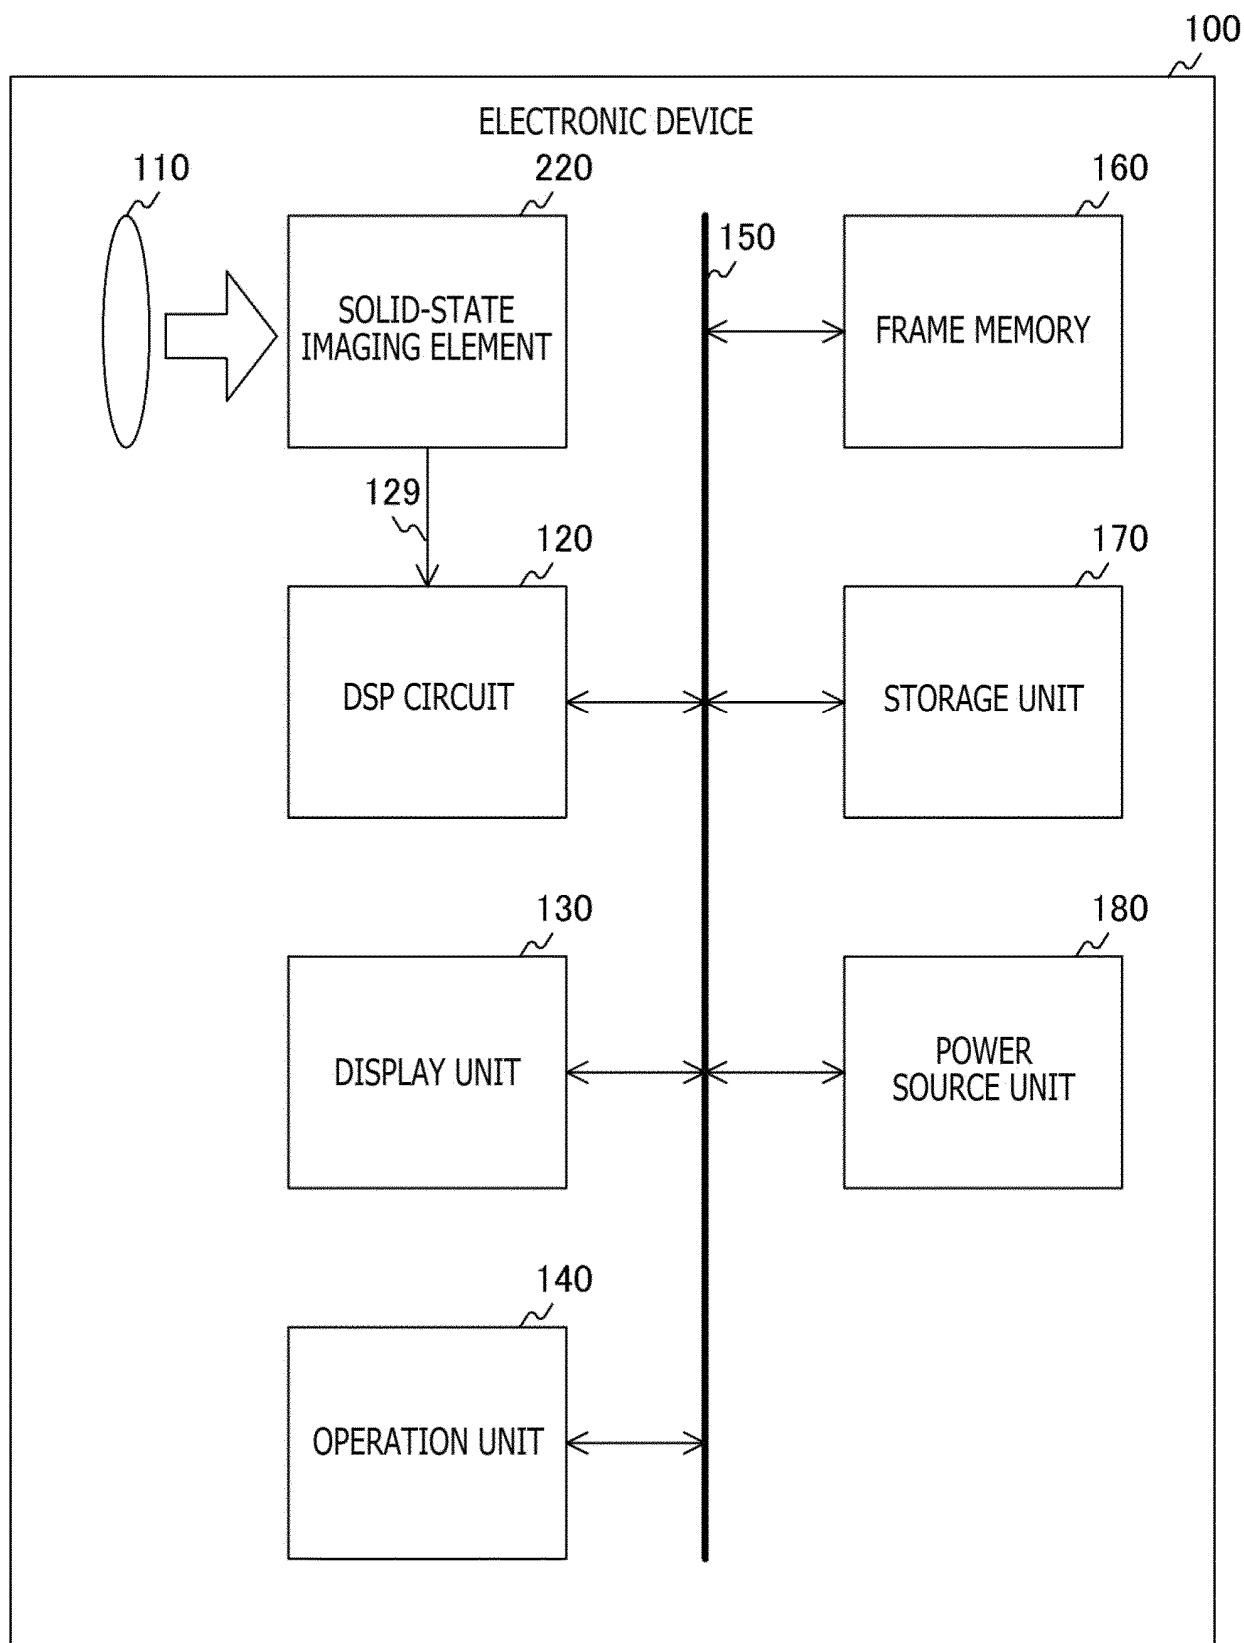 100
ELECTRONIC DEVICE
110
220
160
150
SOLID-STATE
IMAGING ELEMENT
FRAME MEMORY
129
120
170
DSP CIRCUIT
STORAGE UNIT
130
180
DISPLAY UNIT
POWER
SOURCE UNIT
140
OPERATION UNIT